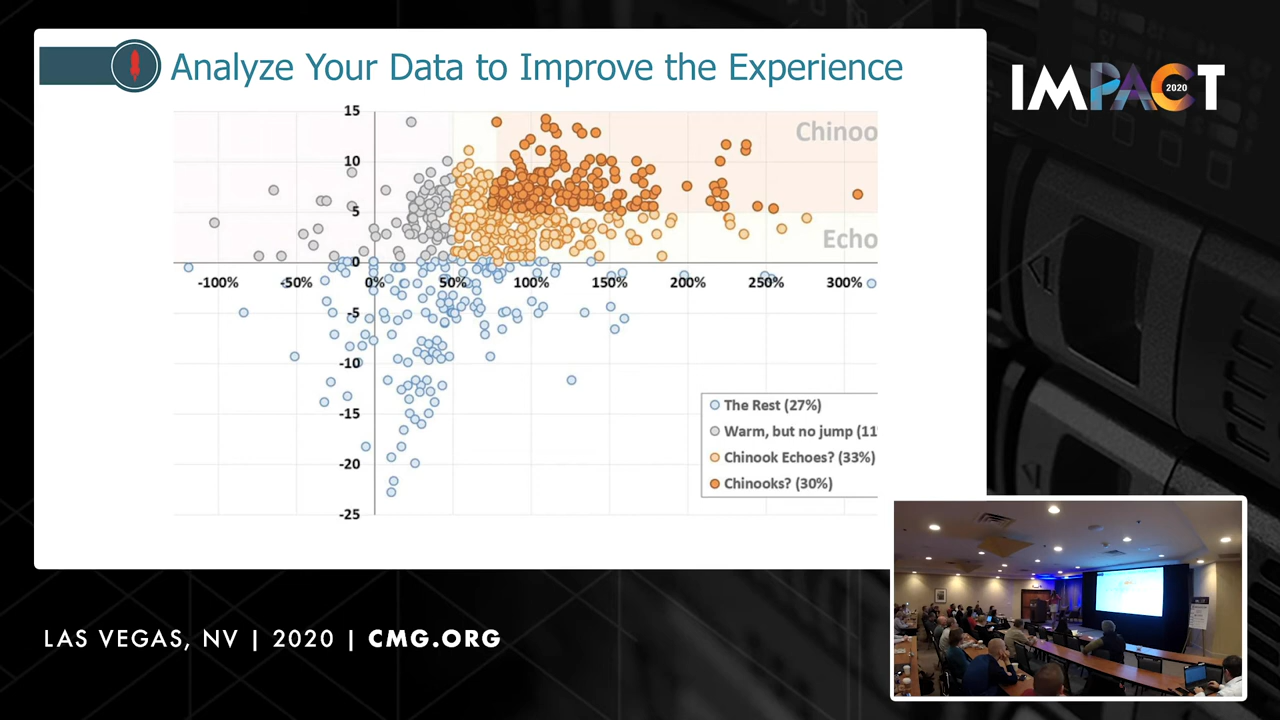 Analyze Your Data to Improve the Experience
IMPACT
2020
15
Chinoo
10
5
Echo
0
-100% -50% 0% 50% 100% 150% 200% 250% 300%
-5
-10
The Rest (27%)
-15
Warm, but no jump (11
Chinook Echoes? (33%)
-20
Chinooks? (30%)
-25
LAS VEGAS, NV | 2020 | CMG.ORG